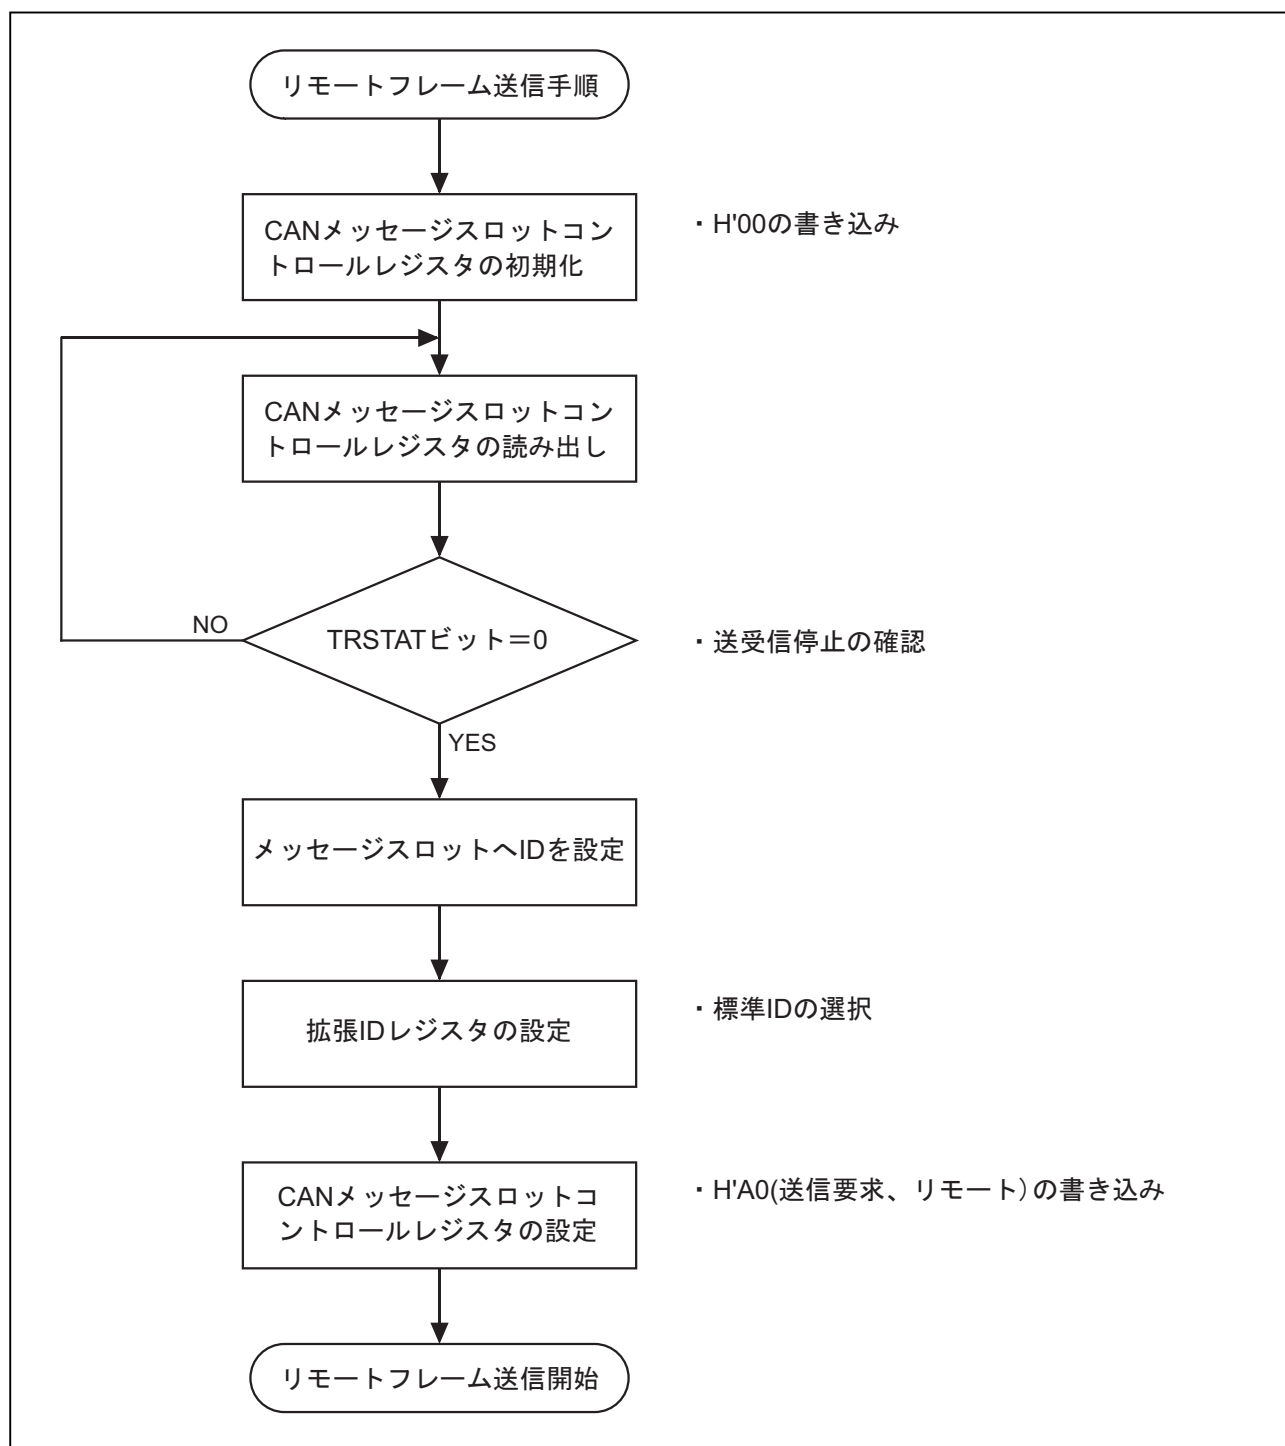 リモートフレーム送信手順
CANメッセージスロットコン
トロールレジスタの初期化
・H'00の書き込み
CANメッセージスロットコン
トロールレジスタの読み出し
NO
TRSTATビット＝0
・送受信停止の確認
YES
メッセージスロットへIDを設定
拡張IDレジスタの設定
・標準IDの選択
CANメッセージスロットコ
ントロールレジスタの設定
・H'A0(送信要求、リモート)の書き込み
リモートフレーム送信開始